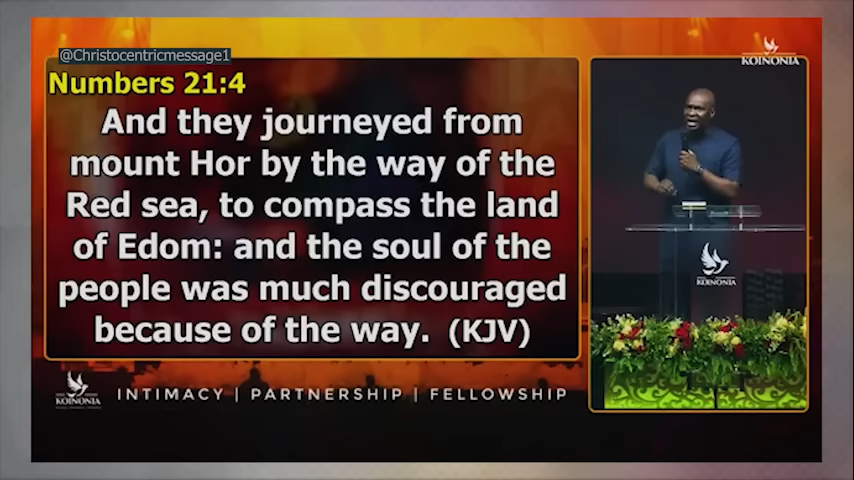 @Christocentricmessage1
KOINONIA
Numbers 21:4
And they journeyed from
mount Hor by the way of the
Red sea, to compass the land
of Edom: and the soul of the
people was much discouraged
because of the way. (KJV)
KOINONIA
KOINONIA
INTIMACY | PARTNERSHIP | FELLOWSHIP